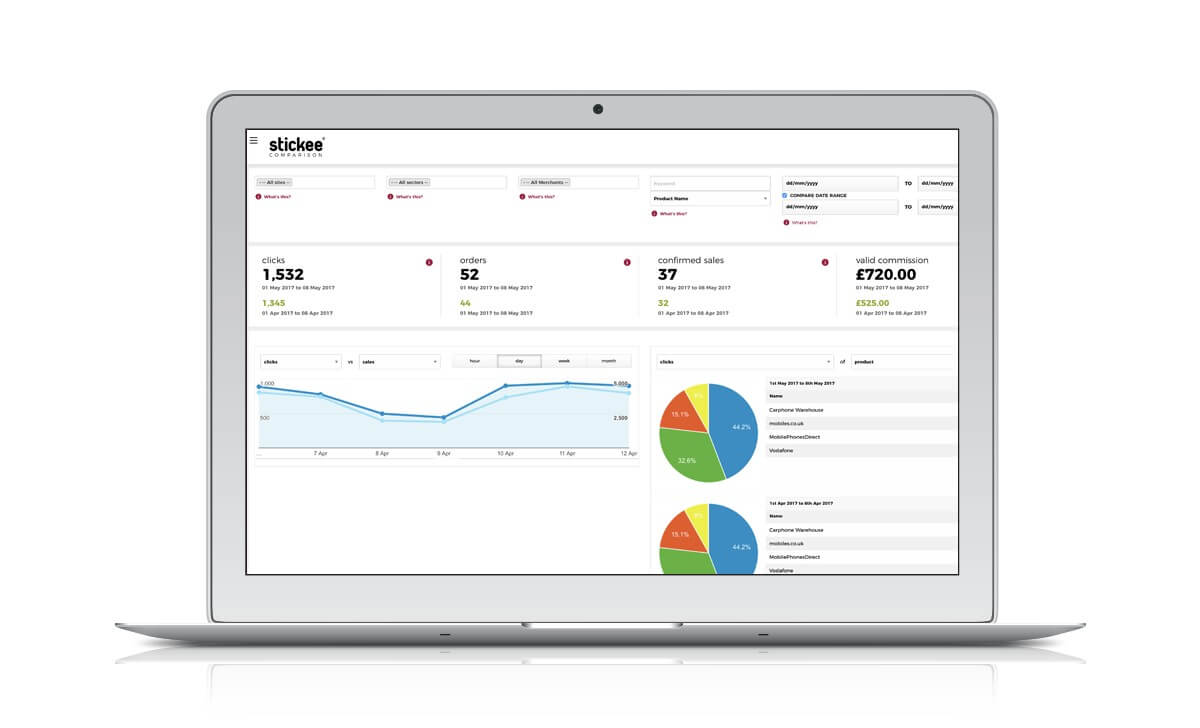 stickee®
COMPARISON
--- All sites --
--- All sectors --
--- All Merchants --
Keyword
dd/mm/yyyy TO dd/mm/yyyy
What's this?
What's this?
What's this?
Product Name
COMPARE DATE RANGE
dd/mm/yyyy TO dd/mm/yyyy
What's this?
What's this?
clicks
1,532
01 May 2017 to 08 May 2017
1,345
01 Apr 2017 to 08 Apr 2017
orders
52
01 May 2017 to 08 May 2017
44
01 May 2017 to 08 May 2017
confirmed sales
37
01 May 2017 to 08 May 2017
32
01 Apr 2017 to 08 Apr 2017
valid commission
£720.00
01 May 2017 to 08 May 2017
£525.00
01 Apr 2017 to 08 Apr 2017
clicks vs sales hour day week month
1,000 5,000
500 2,500
... 7 Apr 8 Apr 9 Apr 10 Apr 11 Apr 12 Apr
clicks of product
44.2%
15.1%
32.6%
1st May 2017 to 8th May 2017
Name
Carphone Warehouse
mobiles.co.uk
MobilePhonesDirect
Vodafone
15.1%
44.2%
1st Apr 2017 to 8th Apr 2017
Name
Carphone Warehouse
mobiles.co.uk
MobilePhonesDirect
Vodafone